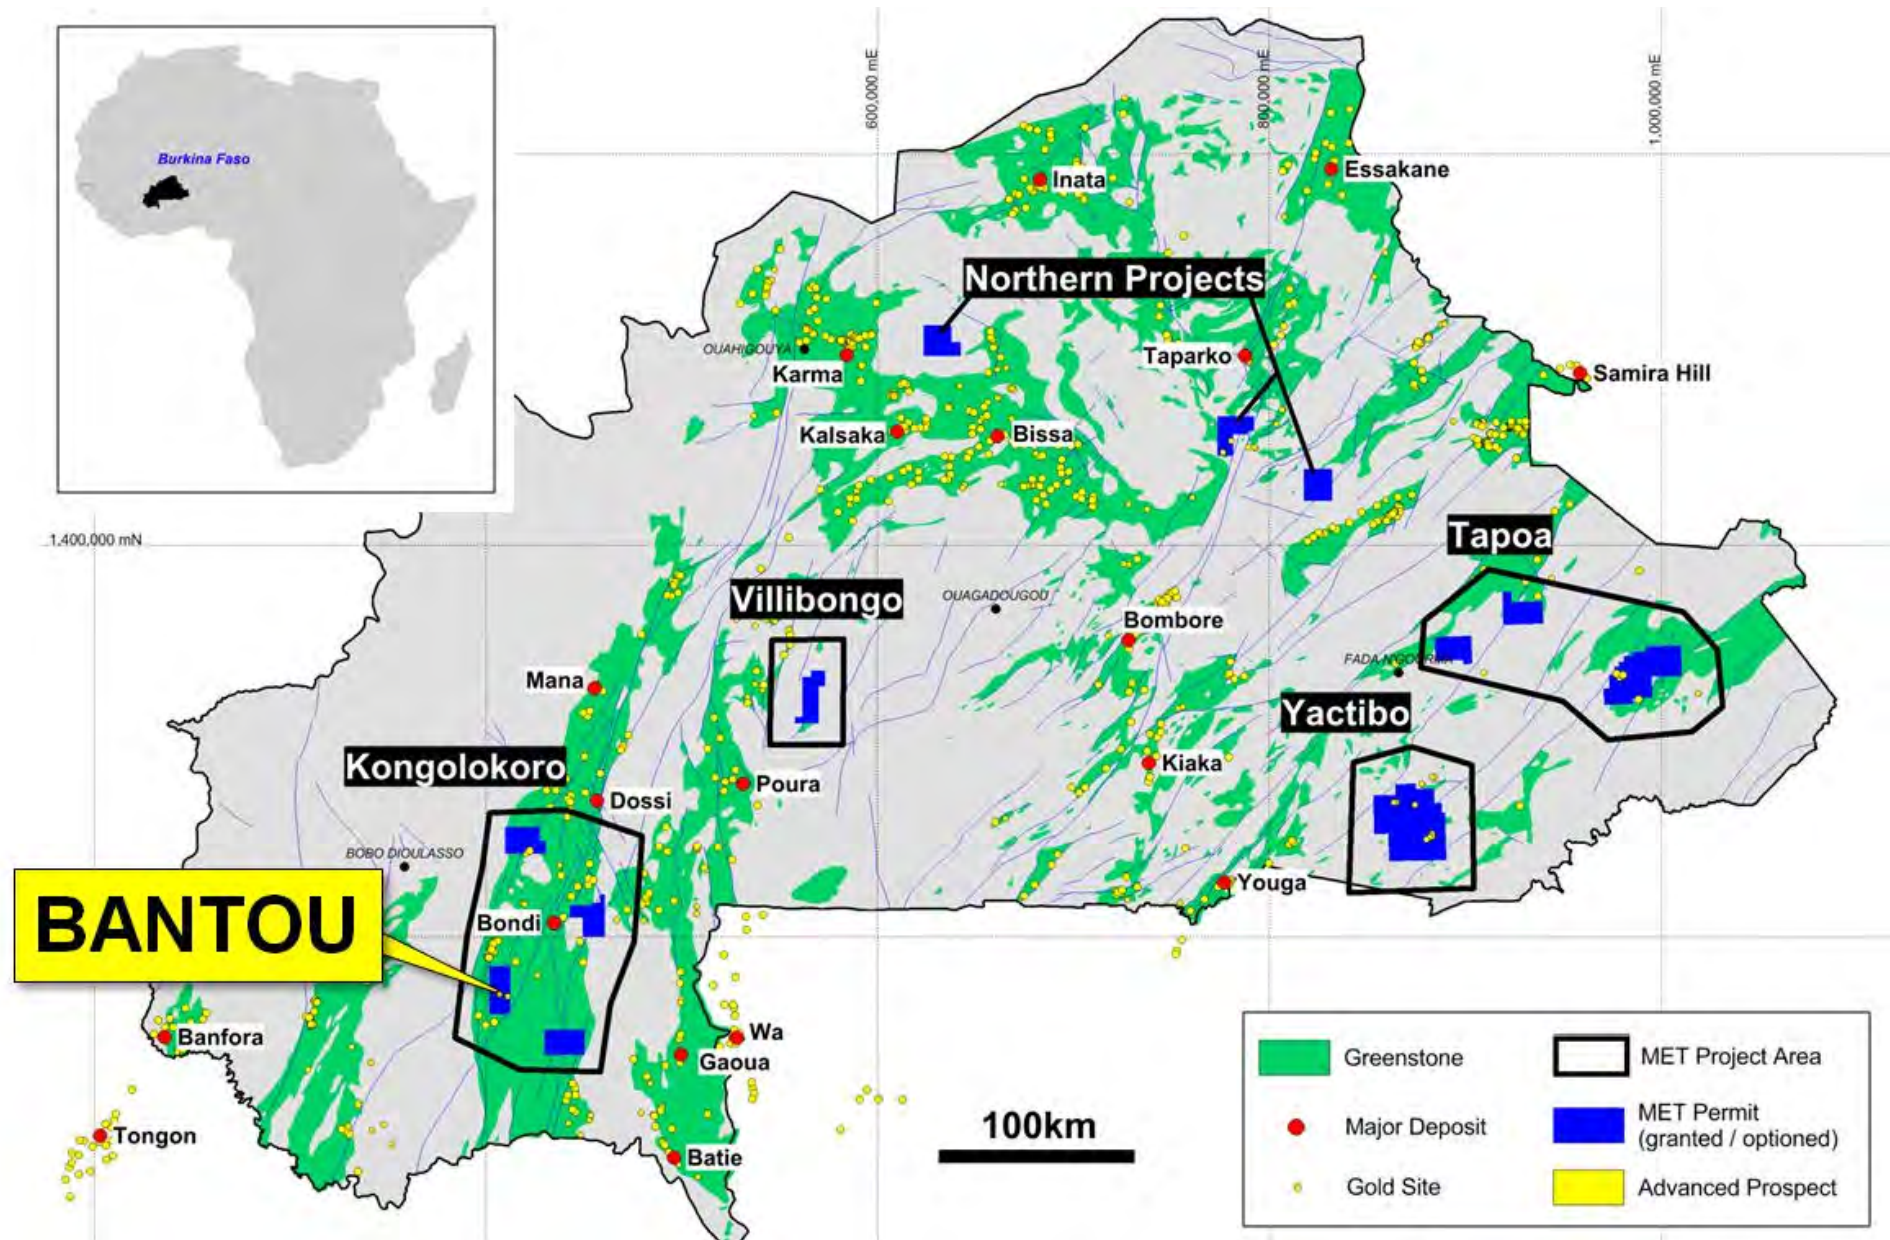 Burkina Faso
600,000 mE
800,000 mE
1,000,000 mE
Inata
Essakane
Northern Projects
OUAHIGOUYA
Karma
Taparko
Samira Hill
Kalsaka
Bissa
1,400,000 mN
Tapoa
Villibongo
OUAGADOUGOU
Bombore
FADA N'GOURMA
Mana
Yactibo
Kongolokoro
Kiaka
Poura
Dossi
BOBO DIOULASSO
Youga
BANTOU
Bondi
Banfora
Wa
Gaoua
Tongon
Batie
100km
Greenstone
MET Project Area
Major Deposit
MET Permit
(granted / optioned)
Gold Site
Advanced Prospect